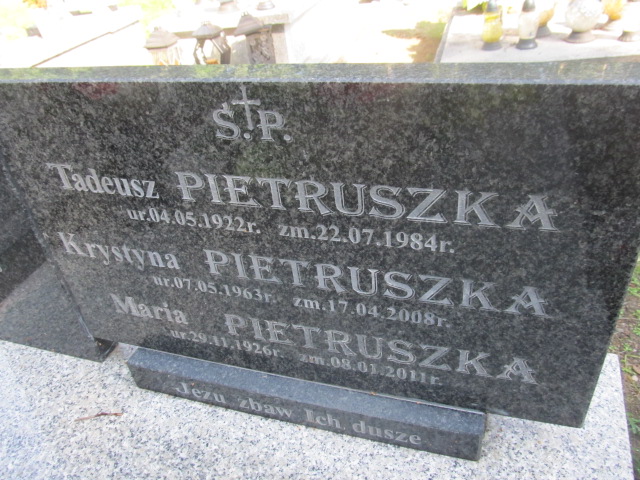 Ś.P.
Tadeusz PIETRUSZKA
ur.04.05.1922r. zm.22.07.1984r.
Krystyna PIETRUSZKA
ur.07.05.1963r. zm.17.04.2008r.
Maria PIETRUSZKA
ur.29.11.1926r. zm.08.01.2011r.
Jezu zbaw Ich dusze